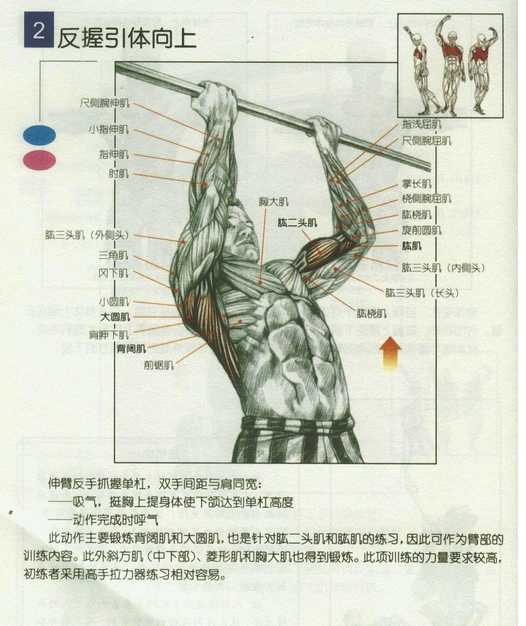 2 反握引体向上
尺侧腕伸肌
小指伸肌
指伸肌
肘肌
肱三头肌（外侧头）
三角肌
冈下肌
小圆肌
大圆肌
肩胛下肌
背阔肌
前锯肌
胸大肌
肱二头肌
指浅屈肌
尺侧腕屈肌
掌长肌
桡侧腕屈肌
肱桡肌
旋前圆肌
肱肌
肱三头肌（内侧头）
肱三头肌（长头）
肱桡肌
伸臂反手抓握单杠，双手间距与肩同宽：
——吸气，挺胸上提身体使下颏达到单杠高度
——动作完成时呼气
此动作主要锻炼背阔肌和大圆肌，也是针对肱二头肌和肱肌的练习，因此可作为臂部的
训练内容。此外斜方肌（中下部）、菱形肌和胸大肌也得到锻炼。此项训练的力量要求较高，
初练者采用高手拉力器练习相对容易。